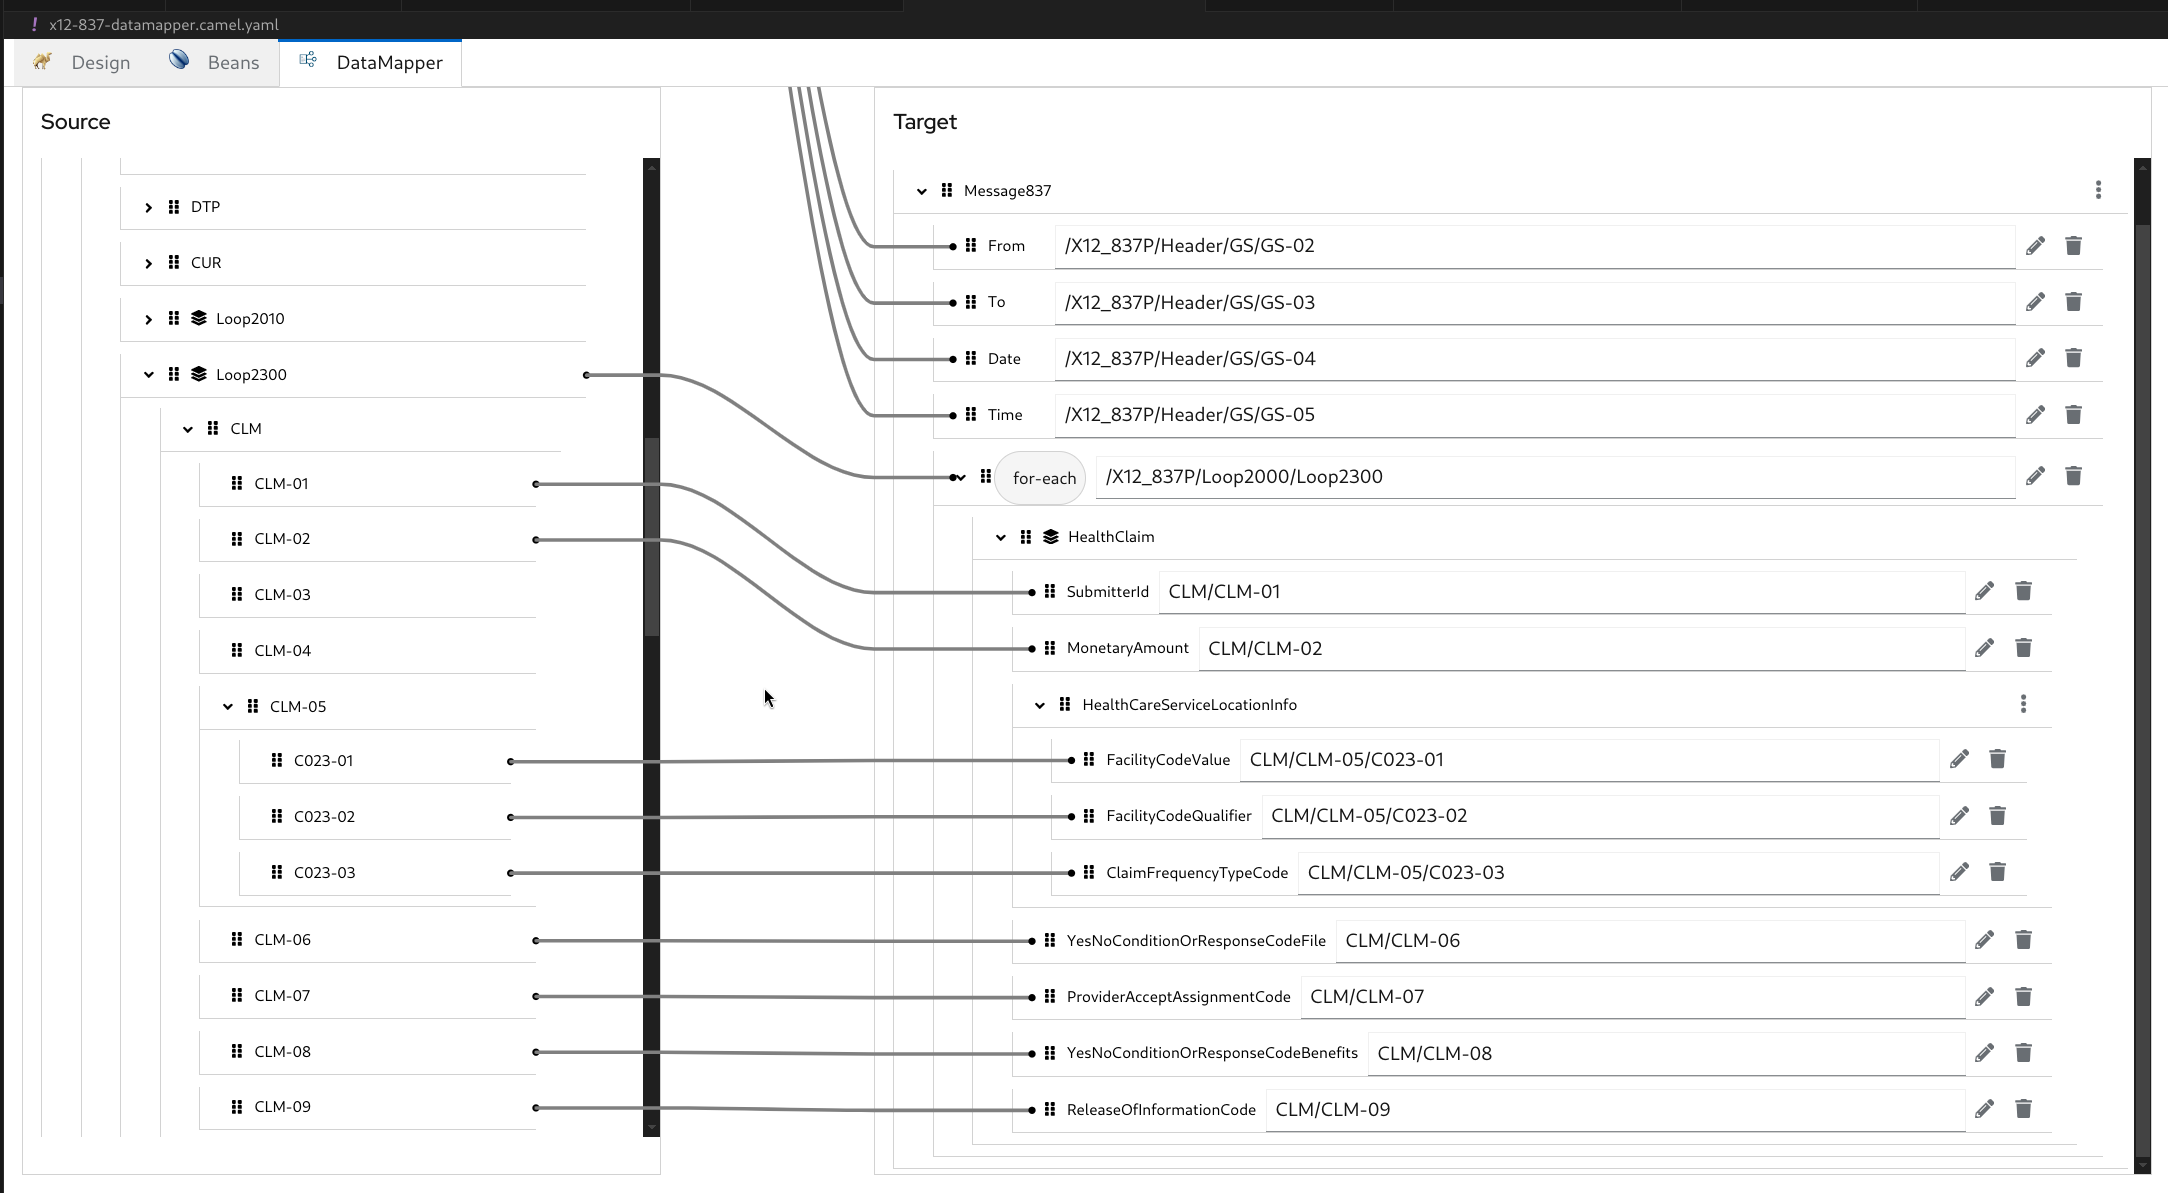 ! x12-837-datamapper.camel.yaml
Design Beans DataMapper
Source
DTP
CUR
Loop2010
Loop2300
CLM
CLM-01
CLM-02
CLM-03
CLM-04
CLM-05
C023-01
C023-02
C023-03
CLM-06
CLM-07
CLM-08
CLM-09
Target
Message837
From /X12_837P/Header/GS/GS-02
To /X12_837P/Header/GS/GS-03
Date /X12_837P/Header/GS/GS-04
Time /X12_837P/Header/GS/GS-05
for-each /X12_837P/Loop2000/Loop2300
HealthClaim
SubmitterId CLM/CLM-01
MonetaryAmount CLM/CLM-02
HealthCareServiceLocationInfo
FacilityCodeValue CLM/CLM-05/C023-01
FacilityCodeQualifier CLM/CLM-05/C023-02
ClaimFrequencyTypeCode CLM/CLM-05/C023-03
YesNoConditionOrResponseCodeFile CLM/CLM-06
ProviderAcceptAssignmentCode CLM/CLM-07
YesNoConditionOrResponseCodeBenefits CLM/CLM-08
ReleaseOfInformationCode CLM/CLM-09